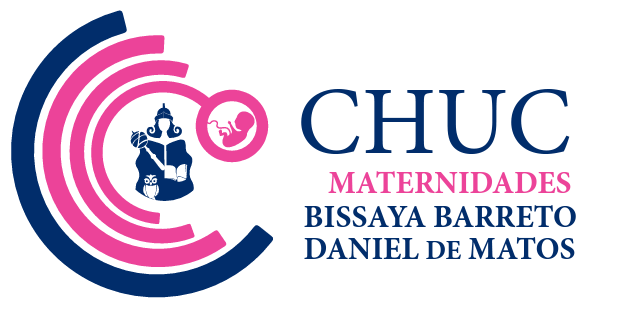 CHUC
MATERNIDADES
BISSAYA BARRETO
DANIEL DE MATOS